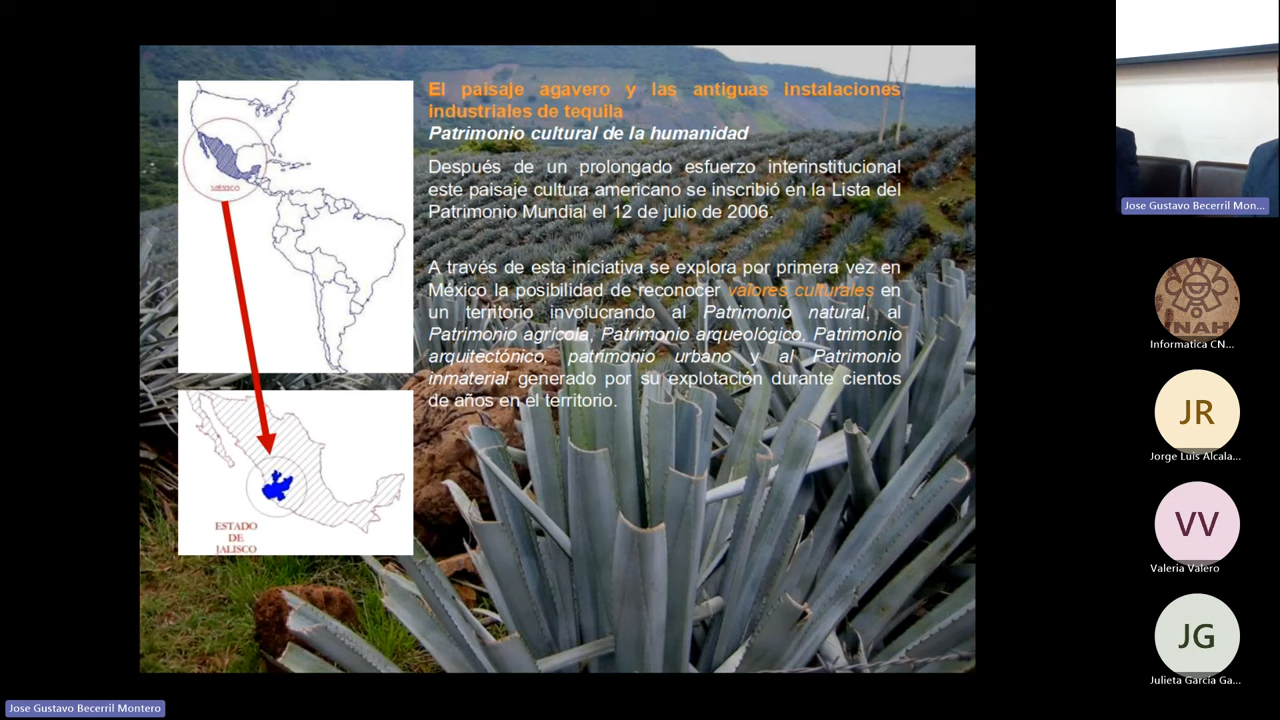 El paisaje agavero y las antiguas instalaciones
industriales de tequila
Patrimonio cultural de la humanidad
Después de un prolongado esfuerzo interinstitucional
este paisaje cultura americano se inscribió en la Lista del
Patrimonio Mundial el 12 de julio de 2006.
A través de esta iniciativa se explora por primera vez en
México la posibilidad de reconocer valores culturales en
un territorio involucrando al Patrimonio natural, al
Patrimonio agrícola, Patrimonio arqueológico, Patrimonio
arquitectónico, patrimonio urbano y al Patrimonio
inmaterial generado por su explotación durante cientos
de años en el territorio.
MÉXICO
ESTADO
DE
JALISCO
Jose Gustavo Becerril Mon...
INAH
Informatica CN...
JR
Jorge Luis Alcala...
VV
Valeria Valero
JG
Julieta García Ga...
Jose Gustavo Becerril Montero